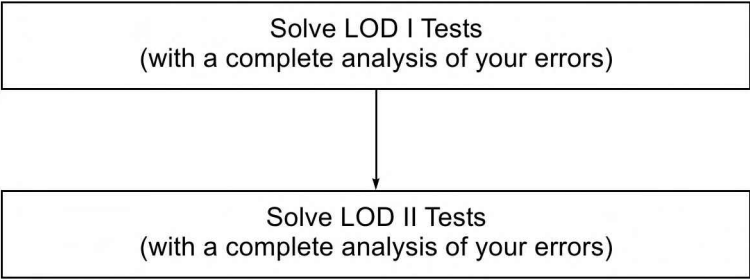 Solve LOD I Tests
(with a complete analysis of your errors)
Solve LOD II Tests
(with a complete analysis of your errors)